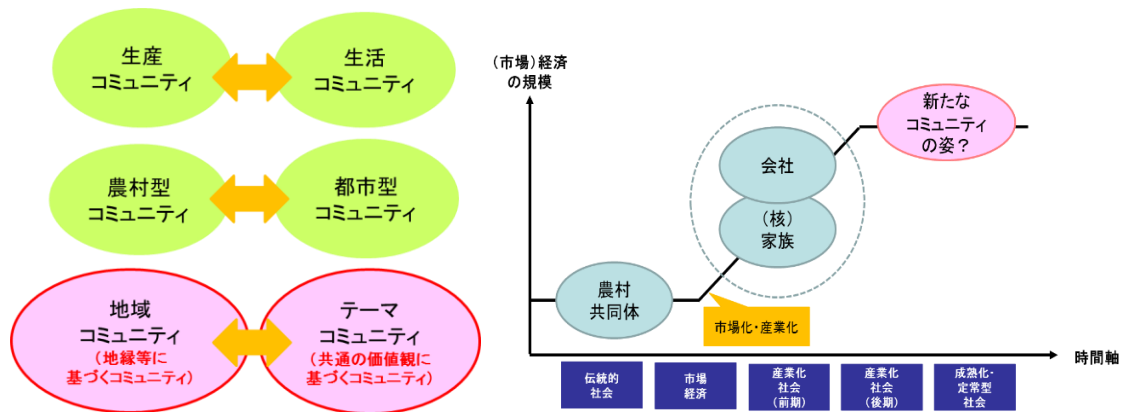 生産
コミュニティ
生活
コミュニティ
農村型
コミュニティ
都市型
コミュニティ
地域
コミュニティ
(地縁等に
基づくコミュニティ)
テーマ
コミュニティ
(共通の価値観に
基づくコミュニティ)
(市場)経済
の規模
新たな
コミュニティ
の姿?
会社
(核)
家族
農村
共同体
市場化・産業化
時間軸
伝統的
社会
市場
経済
産業化
社会
(前期)
産業化
社会
(後期)
成熟化・
定常型
社会